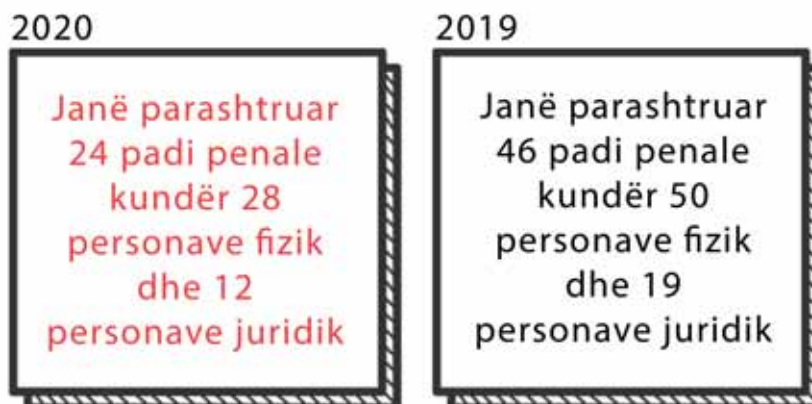 2020
Janë parashtruar
24 padi penale
kundër 28
personave fizik
dhe 12
personave juridik
2019
Janë parashtruar
46 padi penale
kundër 50
personave fizik
dhe 19
personave juridik